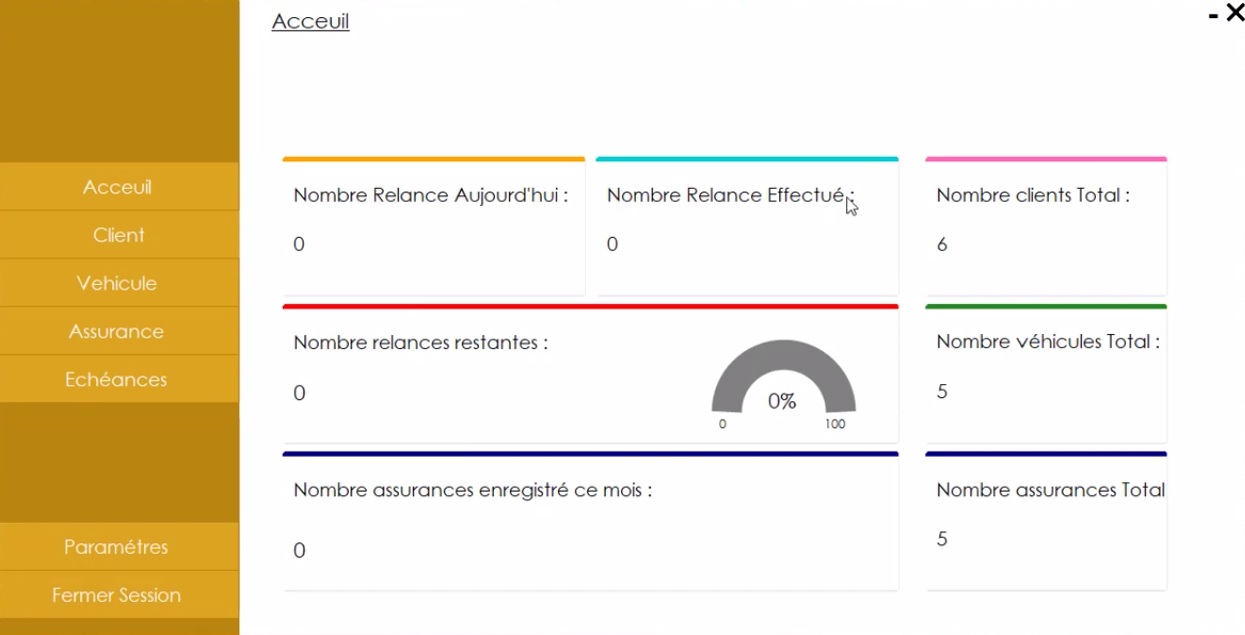 Acceuil
- X
Acceuil
Client
Vehicule
Assurance
Echéances
Paramétres
Fermer Session
Nombre Relance Aujourd'hui :
0
Nombre Relance Effectué :
0
Nombre clients Total :
6
Nombre relances restantes :
0
0%
0
100
Nombre véhicules Total :
5
Nombre assurances enregistré ce mois :
0
Nombre assurances Total
5